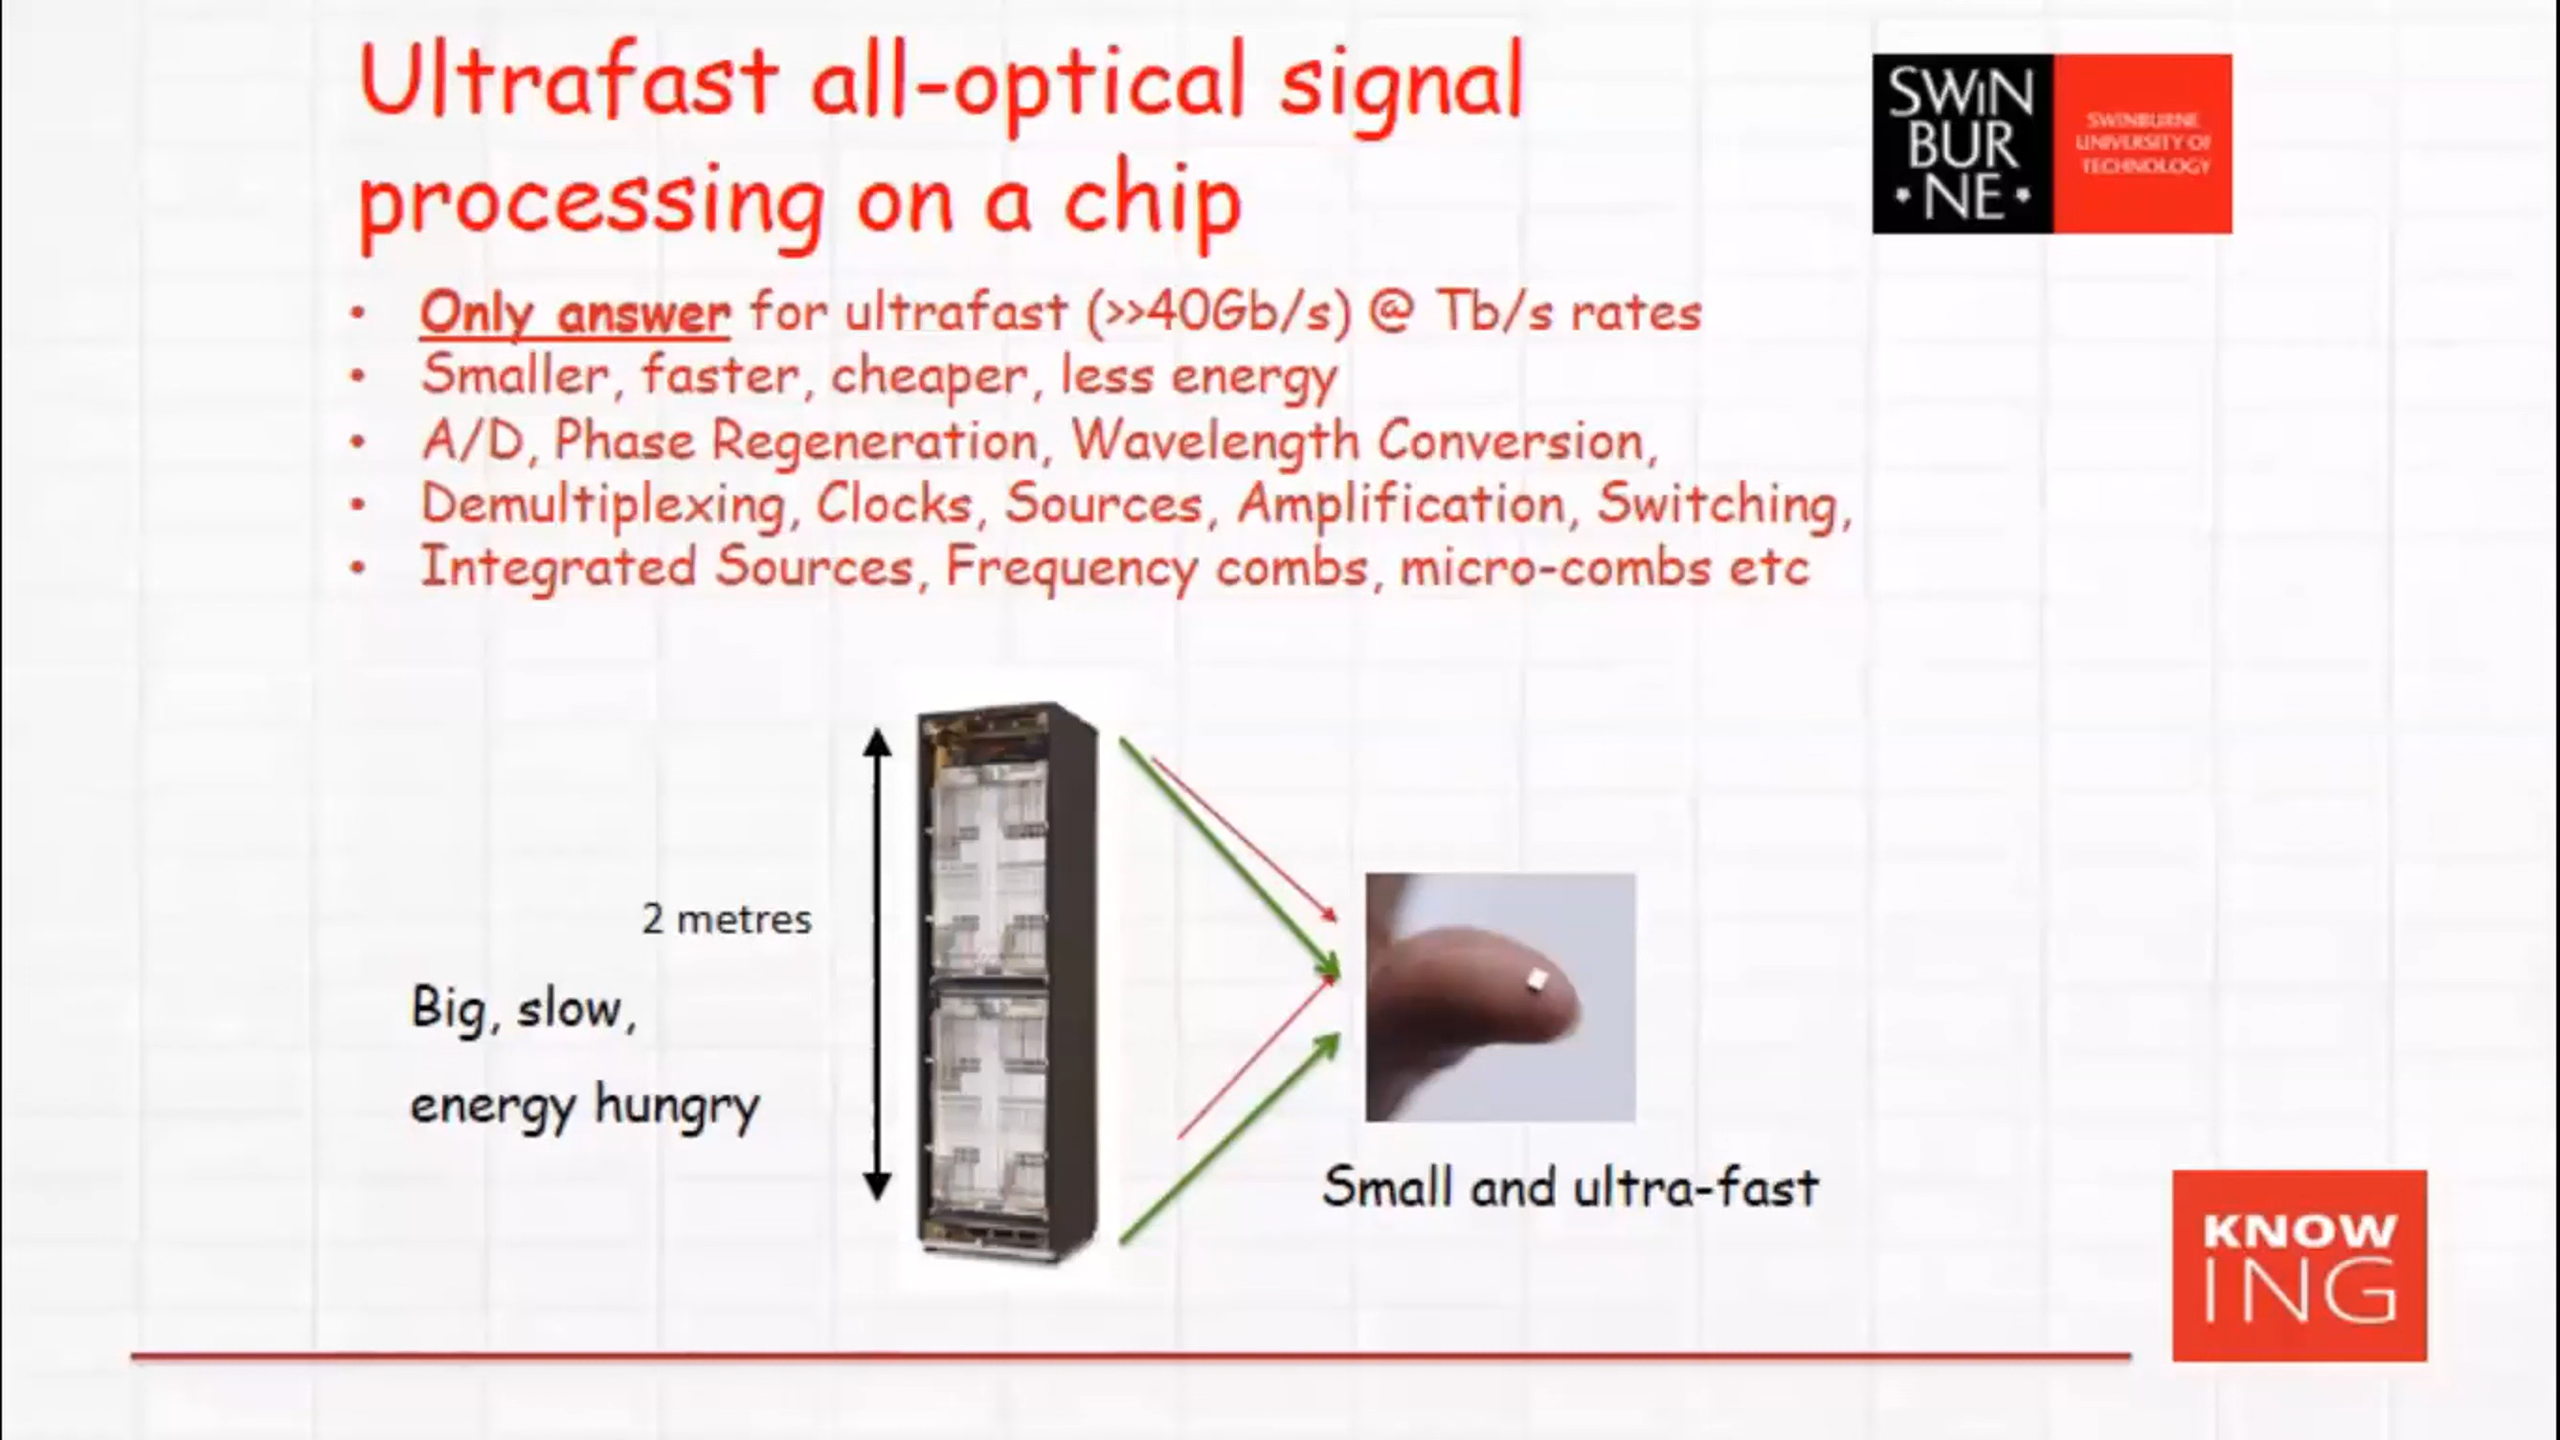 Ultrafast all-optical signal
processing on a chip
SWiN
BUR
• NE •
SWINBURNE
UNIVERSITY OF
TECHNOLOGY
• Only answer for ultrafast (>>40Gb/s) @ Tb/s rates
• Smaller, faster, cheaper, less energy
• A/D, Phase Regeneration, Wavelength Conversion,
• Demultiplexing, Clocks, Sources, Amplification, Switching,
• Integrated Sources, Frequency combs, micro-combs etc
2 metres
Big, slow,
energy hungry
Small and ultra-fast
KNOW
ING